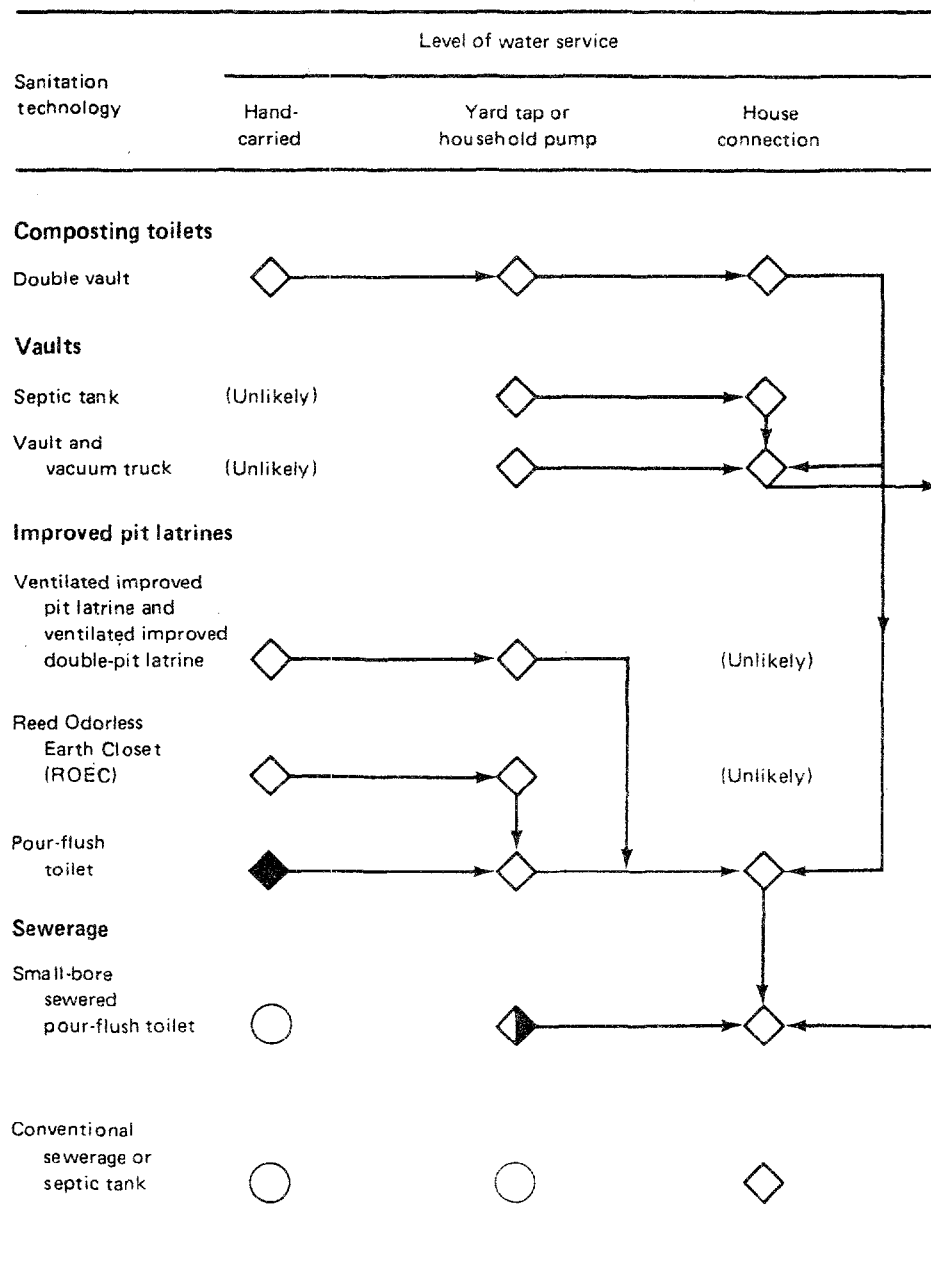 Level of water service
Sanitation
technology
Hand-
carried
Yard tap or
household pump
House
connection
Composting toilets
Double vault
Vaults
Septic tank (Unlikely)
Vault and
vacuum truck (Unlikely)
Improved pit latrines
Ventilated improved
pit latrine and
ventilated improved
double-pit latrine (Unlikely)
Reed Odorless
Earth Closet
(ROEC) (Unlikely)
Pour-flush
toilet
Sewerage
Small-bore
sewered
pour-flush toilet
Conventional
sewerage or
septic tank